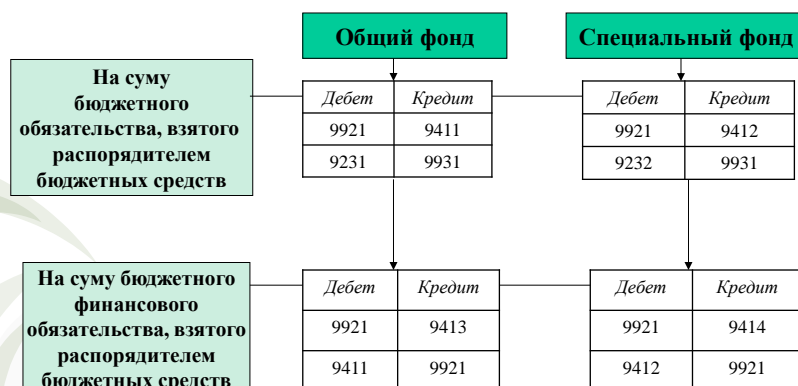 Общий фонд
Специальный фонд
На суму
бюджетного
обязательства, взятого
распорядителем
бюджетных средств
Дебет Кредит
9921 9411
9231 9931
Дебет Кредит
9921 9412
9232 9931
На суму бюджетного
финансового
обязательства, взятого
распорядителем
бюджетных средств
Дебет Кредит
9921 9413
9411 9921
Дебет Кредит
9921 9414
9412 9921